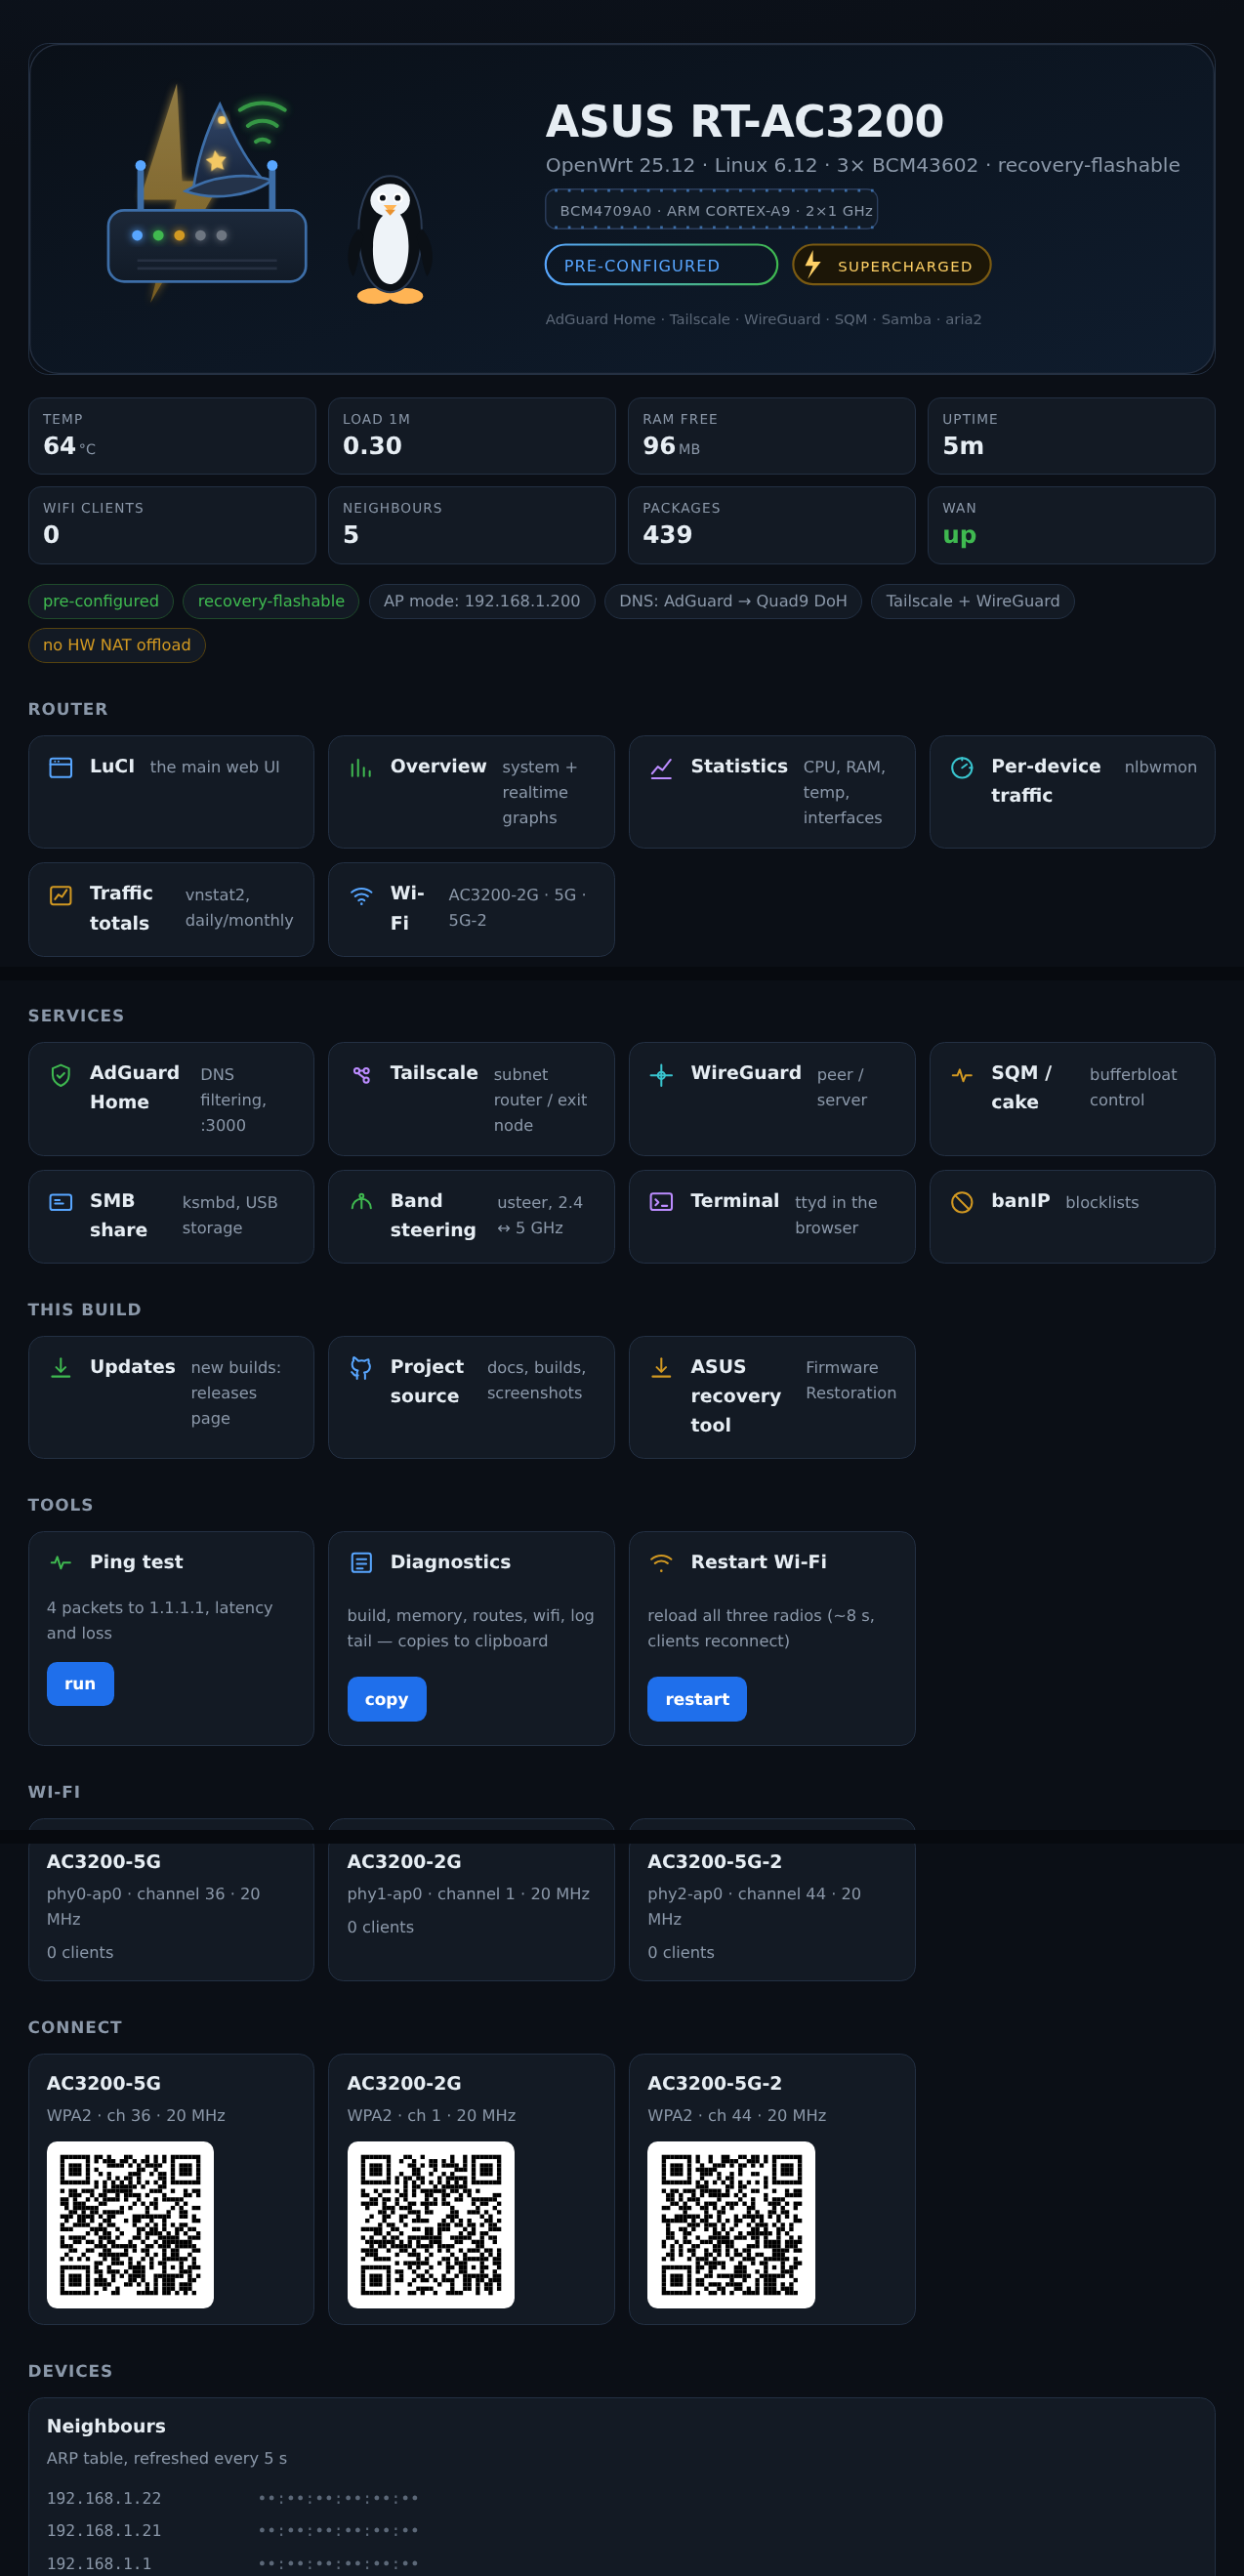 ASUS RT-AC3200
OpenWrt 25.12 · Linux 6.12 · 3× BCM43602 · recovery-flashable
BCM4709A0 · ARM CORTEX-A9 · 2×1 GHz
PRE-CONFIGURED
SUPERCHARGED
AdGuard Home · Tailscale · WireGuard · SQM · Samba · aria2
TEMP
64 °C
LOAD 1M
0.30
RAM FREE
96 MB
UPTIME
5m
WIFI CLIENTS
0
NEIGHBOURS
5
PACKAGES
439
WAN
up
pre-configured
recovery-flashable
AP mode: 192.168.1.200
DNS: AdGuard → Quad9 DoH
Tailscale + WireGuard
no HW NAT offload
ROUTER
LuCI
the main web UI
Overview
system +
realtime
graphs
Statistics
CPU, RAM,
temp,
interfaces
Per-device
traffic
nlbwmon
Traffic
totals
vnstat2,
daily/monthly
Wi-
Fi
AC3200-2G · 5G ·
5G-2
SERVICES
AdGuard
Home
DNS
filtering,
:3000
Tailscale
subnet
router / exit
node
WireGuard
peer /
server
SQM /
cake
bufferbloat
control
SMB
share
ksmbd, USB
storage
Band
steering
usteer, 2.4
↔ 5 GHz
Terminal
ttyd in the
browser
banIP
blocklists
THIS BUILD
Updates
new builds:
releases
page
Project
source
docs, builds,
screenshots
ASUS
recovery
tool
Firmware
Restoration
TOOLS
Ping test
4 packets to 1.1.1.1, latency
and loss
run
Diagnostics
build, memory, routes, wifi, log
tail — copies to clipboard
copy
Restart Wi-Fi
reload all three radios (~8 s,
clients reconnect)
restart
WI-FI
AC3200-5G
phy0-ap0 · channel 36 · 20
MHz
0 clients
AC3200-2G
phy1-ap0 · channel 1 · 20 MHz
0 clients
AC3200-5G-2
phy2-ap0 · channel 44 · 20
MHz
0 clients
CONNECT
AC3200-5G
WPA2 · ch 36 · 20 MHz
AC3200-2G
WPA2 · ch 1 · 20 MHz
AC3200-5G-2
WPA2 · ch 44 · 20 MHz
DEVICES
Neighbours
ARP table, refreshed every 5 s
192.168.1.22 ••:••:••:••:••:••
192.168.1.21 ••:••:••:••:••:••
192.168.1.1 ••:••:••:••:••:••